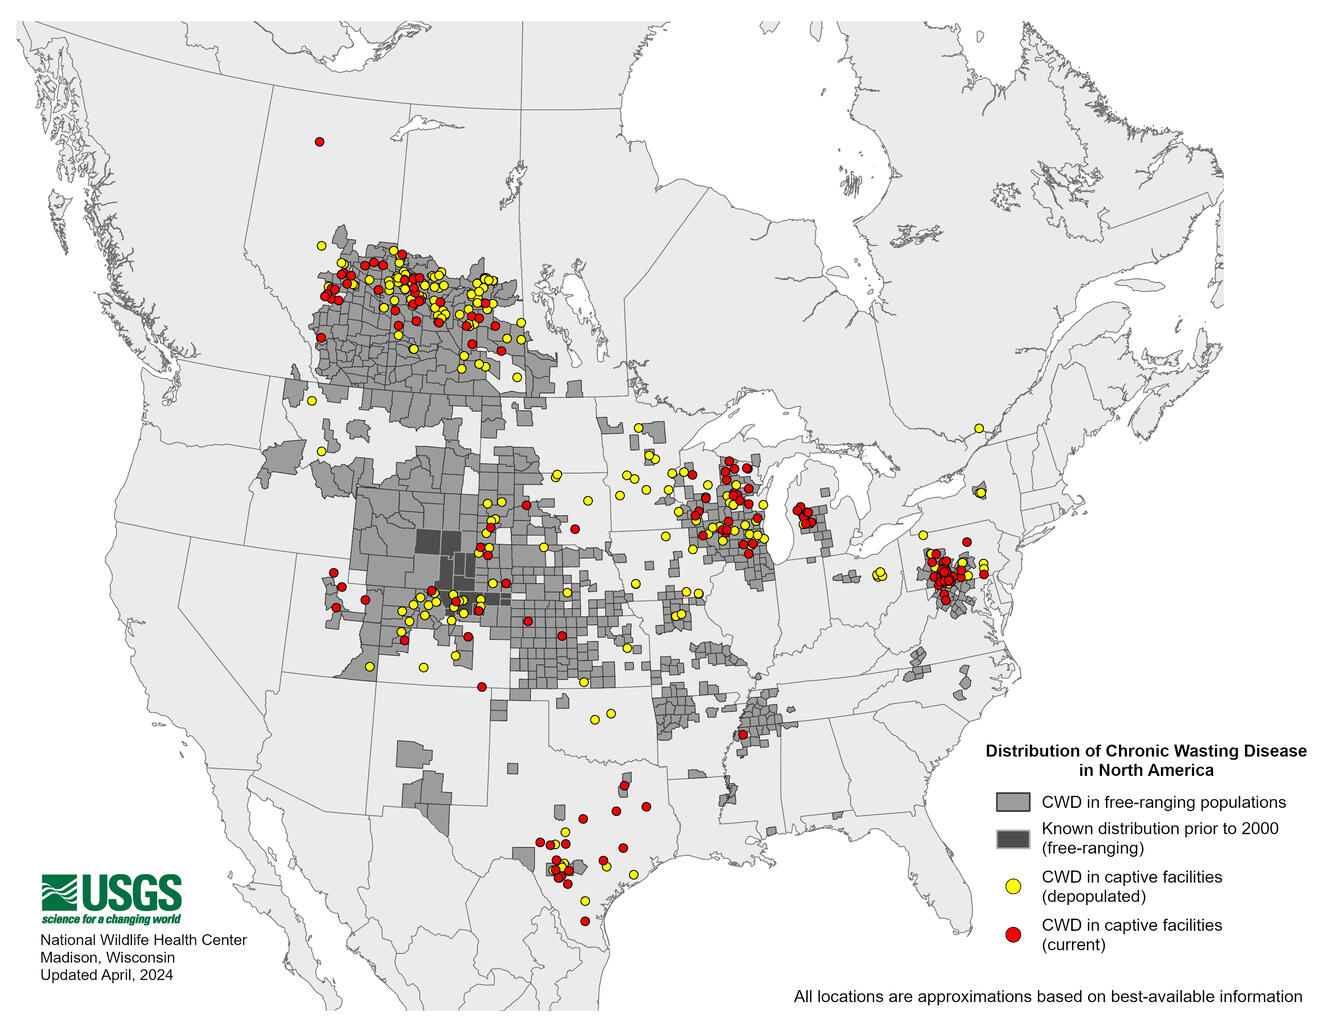 Distribution of Chronic Wasting Disease
in North America
CWD in free-ranging populations
Known distribution prior to 2000
(free-ranging)
CWD in captive facilities
(depopulated)
CWD in captive facilities
(current)
USGS
science for a changing world
National Wildlife Health Center
Madison, Wisconsin
Updated April, 2024
All locations are approximations based on best-available information